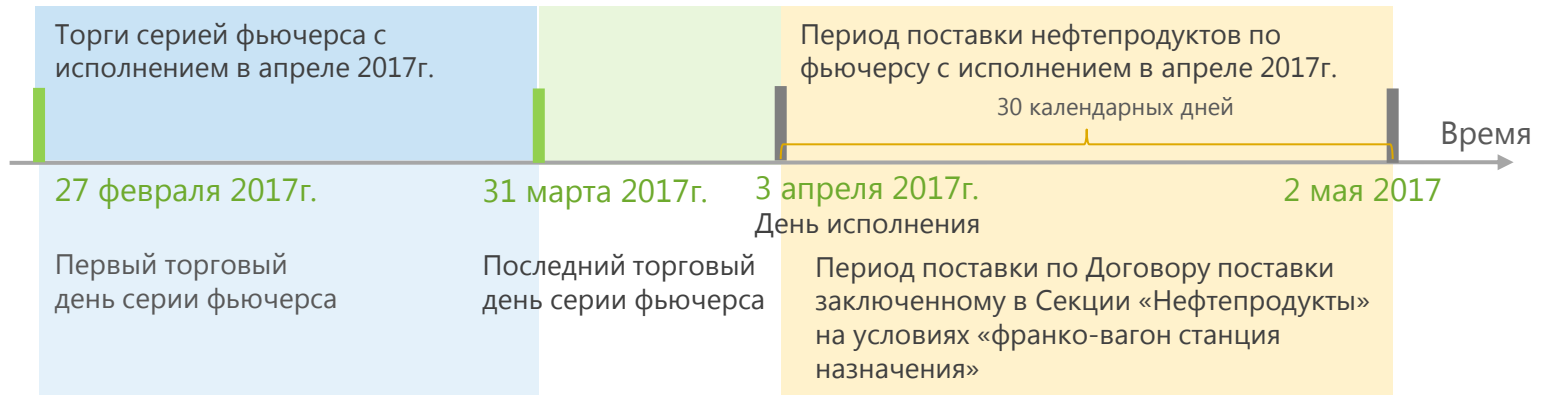 Торги серией фьючерса с
исполнением в апреле 2017г.
Период поставки нефтепродуктов по
фьючерсу с исполнением в апреле 2017г.
30 календарных дней
Время
27 февраля 2017г.
31 марта 2017г.
3 апреля 2017г.
2 мая 2017
День исполнения
Первый торговый
день серии фьючерса
Последний торговый
день серии фьючерса
Период поставки по Договору поставки
заключенному в Секции «Нефтепродукты»
на условиях «франко-вагон станция
назначения»